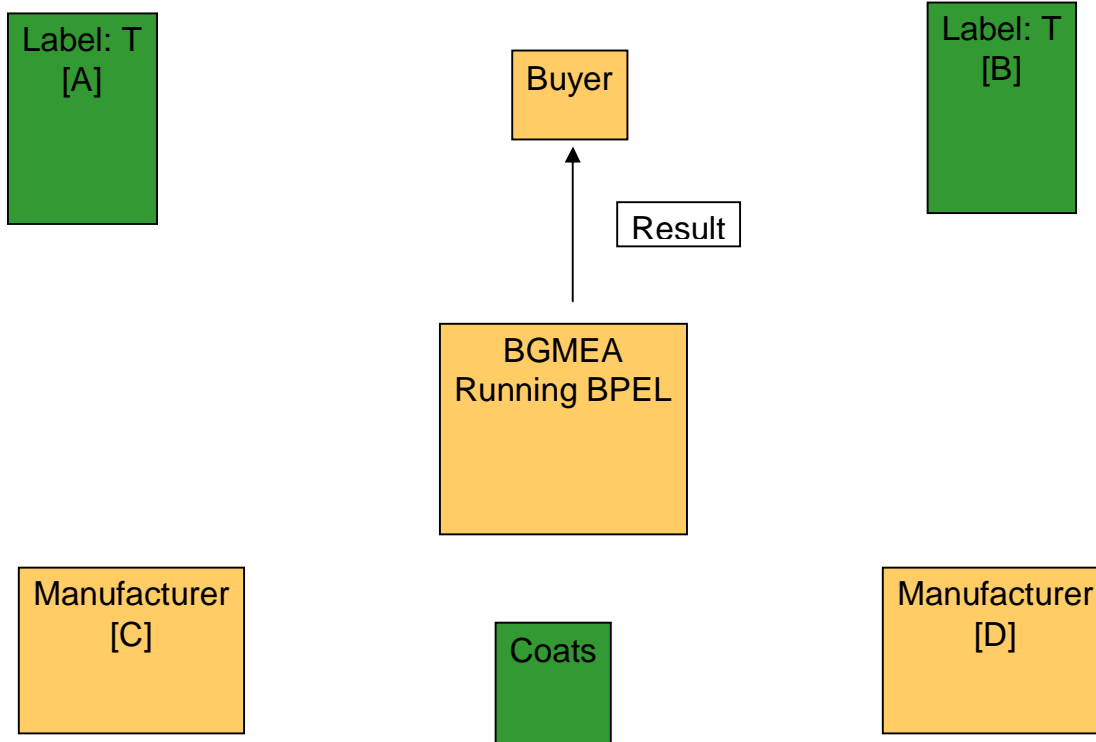 Label: T
[A]
Buyer
Label: T
[B]
Result
BGMEA
Running BPEL
Manufacturer
[C]
Coats
Manufacturer
[D]